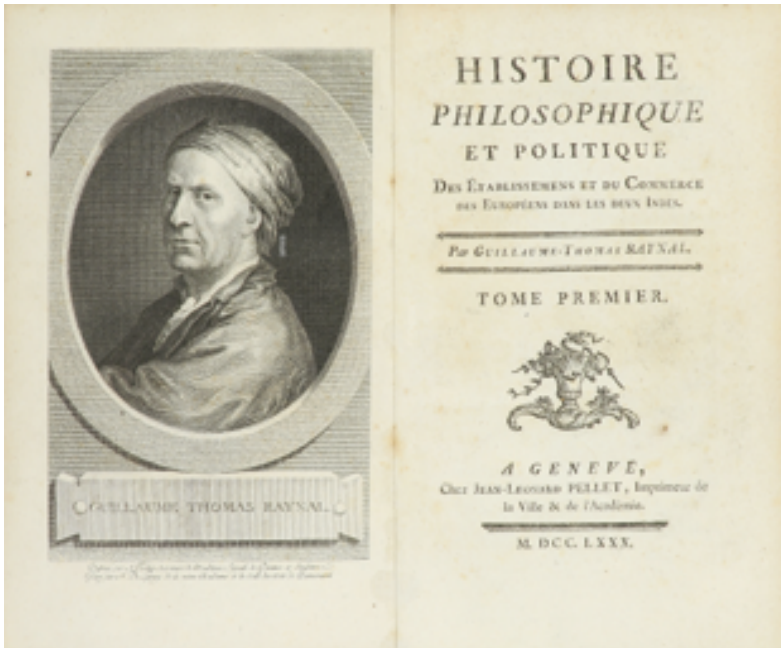 GUILLAUME THOMAS RAYNAL.
HISTOIRE
PHILOSOPHIQUE
ET POLITIQUE
DES ÉTABLISSEMENS ET DU COMMERCE
DES EUROPÉENS DANS LES DEUX INDES.
Par GUILLAUME-THOMAS RAYNAL.
TOME PREMIER.
A GENEVE,
Chez JEAN-LEONARD PELLET, Imprimeur de
la Ville & de l'Académie.
M. DCC. LXXX.